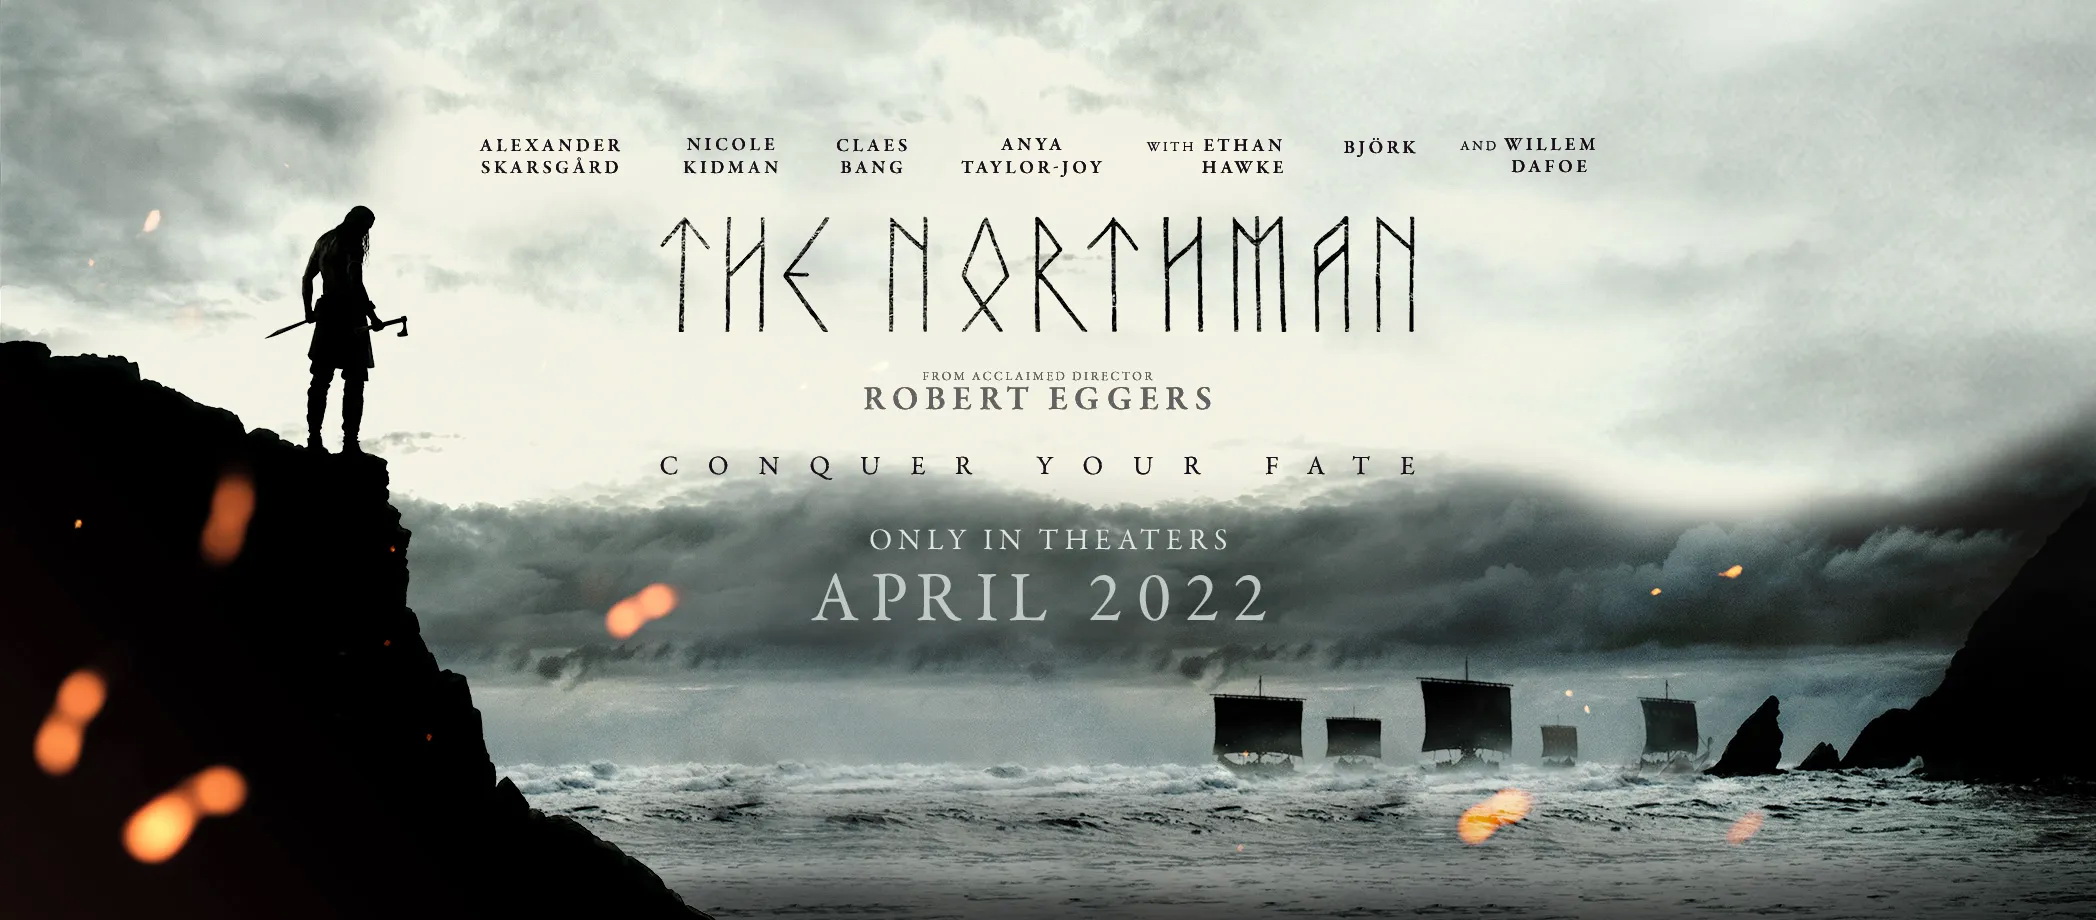 ALEXANDER SKARSGÅRD
NICOLE KIDMAN
CLAES BANG
ANYA TAYLOR-JOY
WITH ETHAN HAWKE
BJÖRK
AND WILLEM DAFOE
THE NORTHMAN
FROM ACCLAIMED DIRECTOR
ROBERT EGGERS
CONQUER YOUR FATE
ONLY IN THEATERS
APRIL 2022